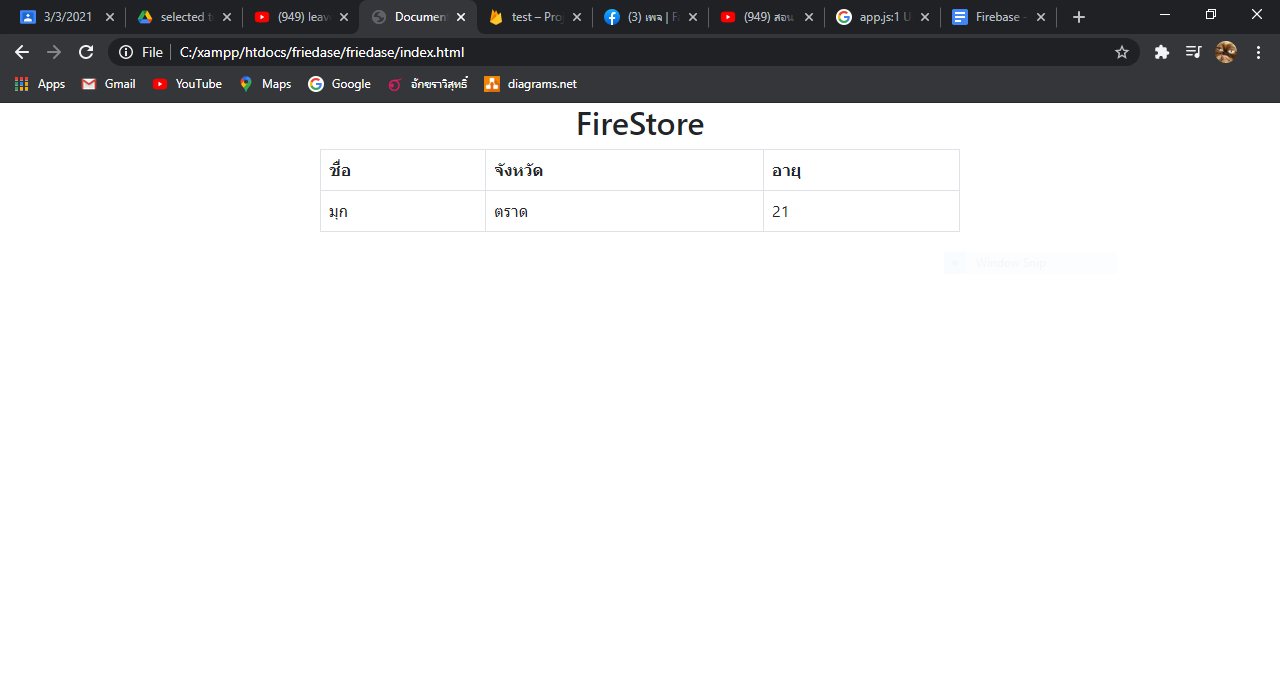 3/3/2021 selected t (949) leav Documen test – Proj (3) เพจ | Fa (949) สอน app.js:1 U Firebase -
File C:/xampp/htdocs/friedase/friedase/index.html
Apps Gmail YouTube Maps Google อักขราวิสุทธิ์ diagrams.net
FireStore
ชื่อ จังหวัด อายุ
มุก ตราด 21
Window Snip